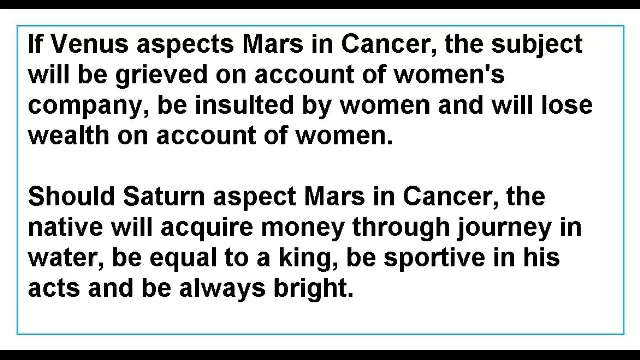 If Venus aspects Mars in Cancer, the subject
will be grieved on account of women's
company, be insulted by women and will lose
wealth on account of women.
Should Saturn aspect Mars in Cancer, the
native will acquire money through journey in
water, be equal to a king, be sportive in his
acts and be always bright.